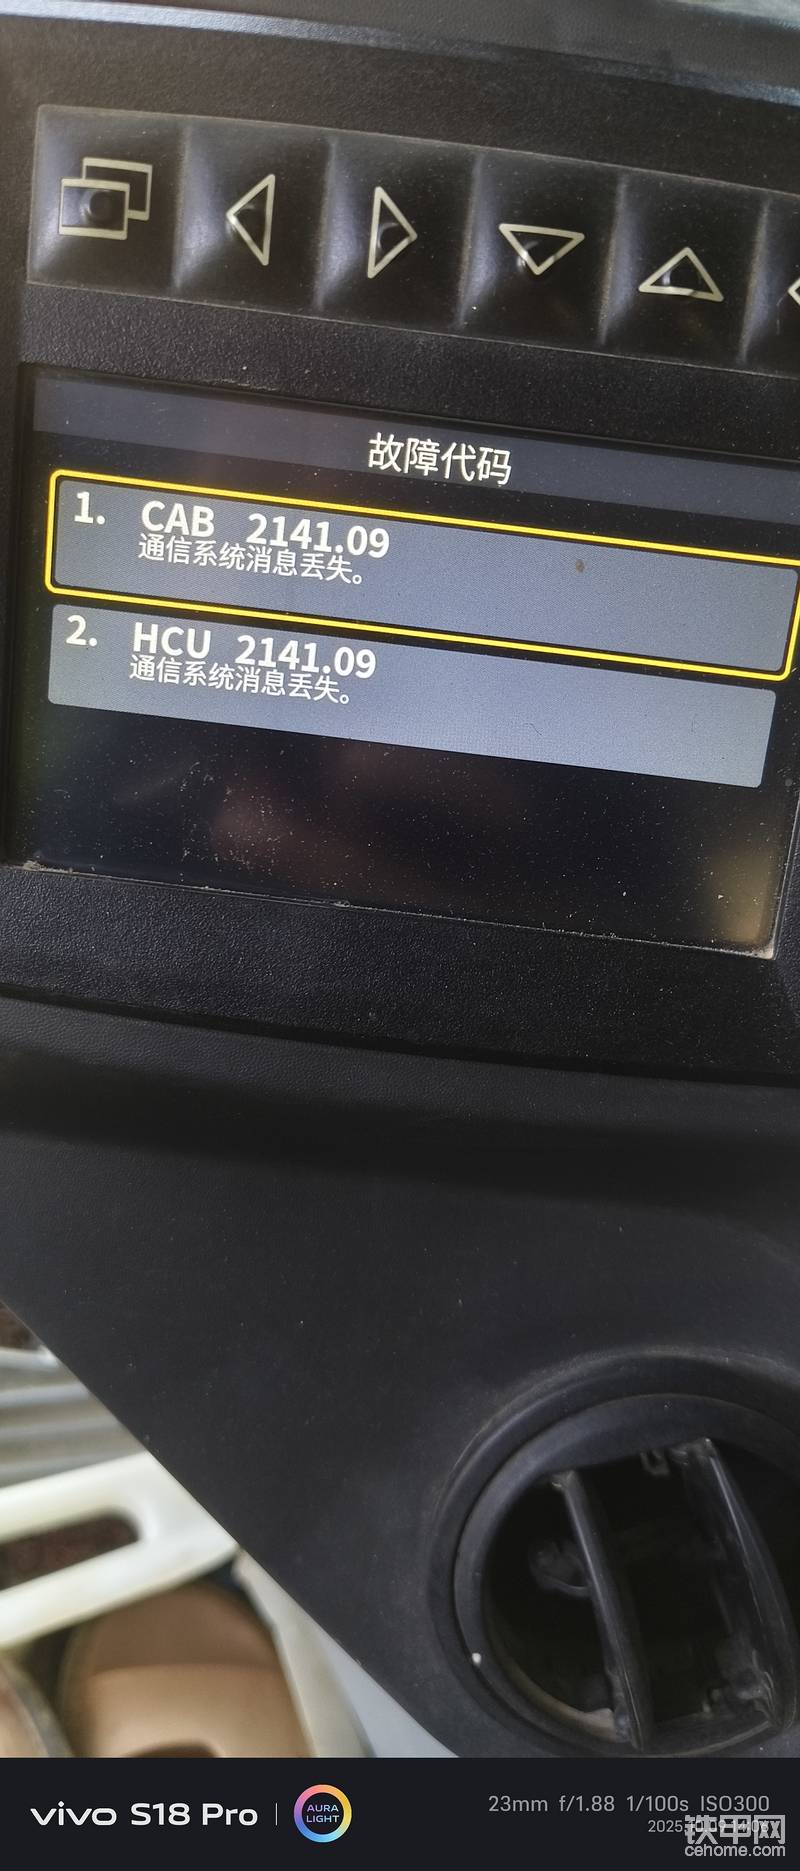 故障代码
1. CAB 2141.09
通信系统消息丢失。
2. HCU 2141.09
通信系统消息丢失。
vivo S18 Pro
AURA
LIGHT
23mm f/1.88 1/100s ISO300
铁甲网
cehome.com